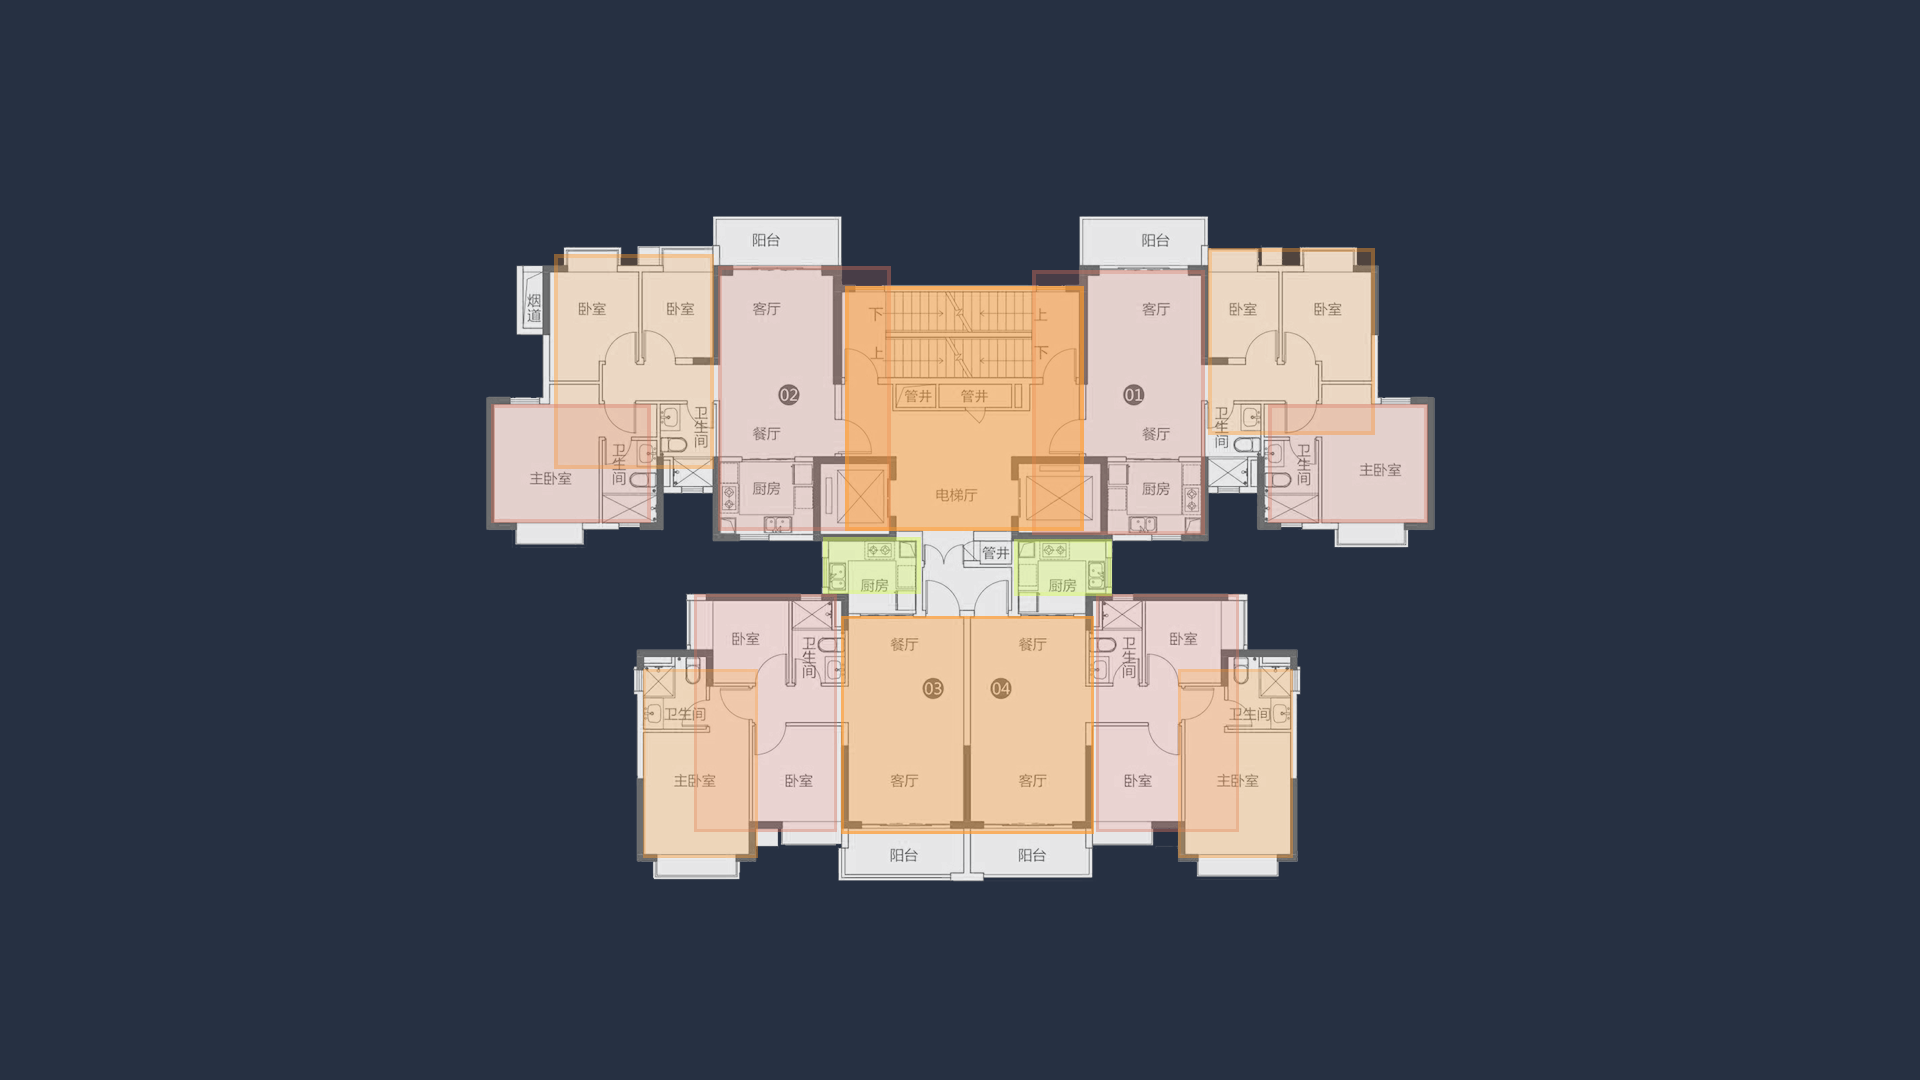 阳台
阳台
烟道
卧室
卧室
客厅
下
上
客厅
卧室
卧室
上
下
02
管井
管井
01
卫生间
餐厅
餐厅
卫生间
主卧室
卫生间
厨房
电梯厅
厨房
卫生间
主卧室
管井
厨房
厨房
卧室
卫生间
餐厅
餐厅
卫生间
卧室
03
04
卫生间
卫生间
主卧室
卧室
客厅
客厅
卧室
主卧室
阳台
阳台